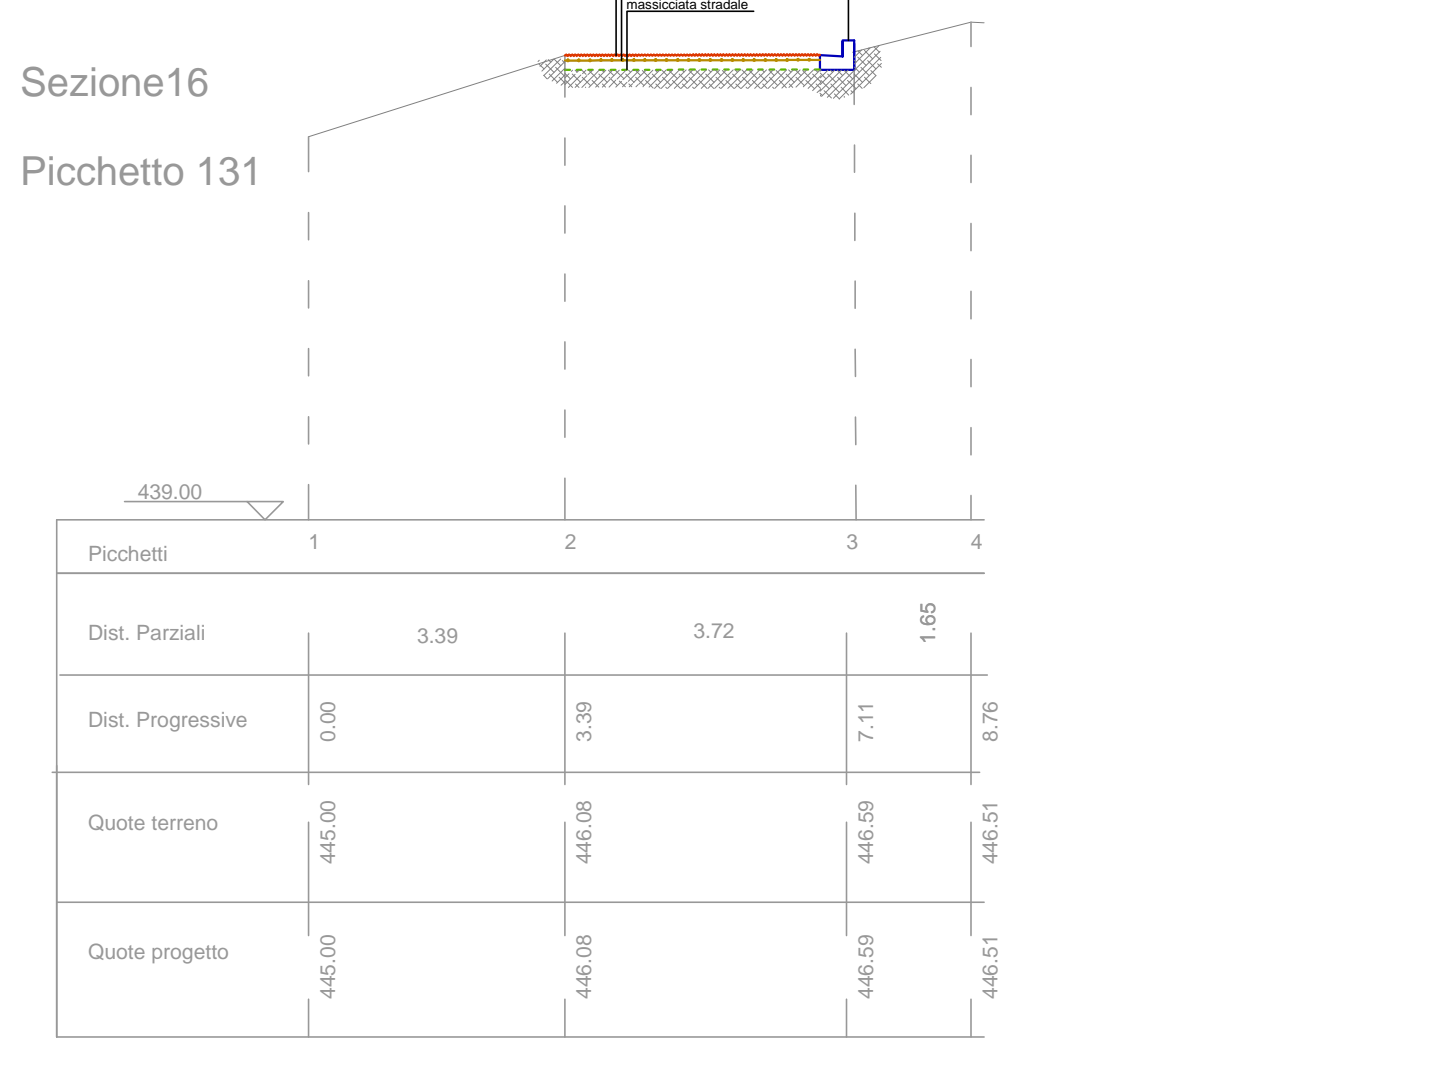 massicciata stradale
Sezione16
Picchetto 131
439.00
Picchetti 1 2 3 4
Dist. Parziali 3.39 3.72 1.65
Dist. Progressive 0.00 3.39 7.11 8.76
Quote terreno 445.00 446.08 446.59 446.51
Quote progetto 445.00 446.08 446.59 446.51